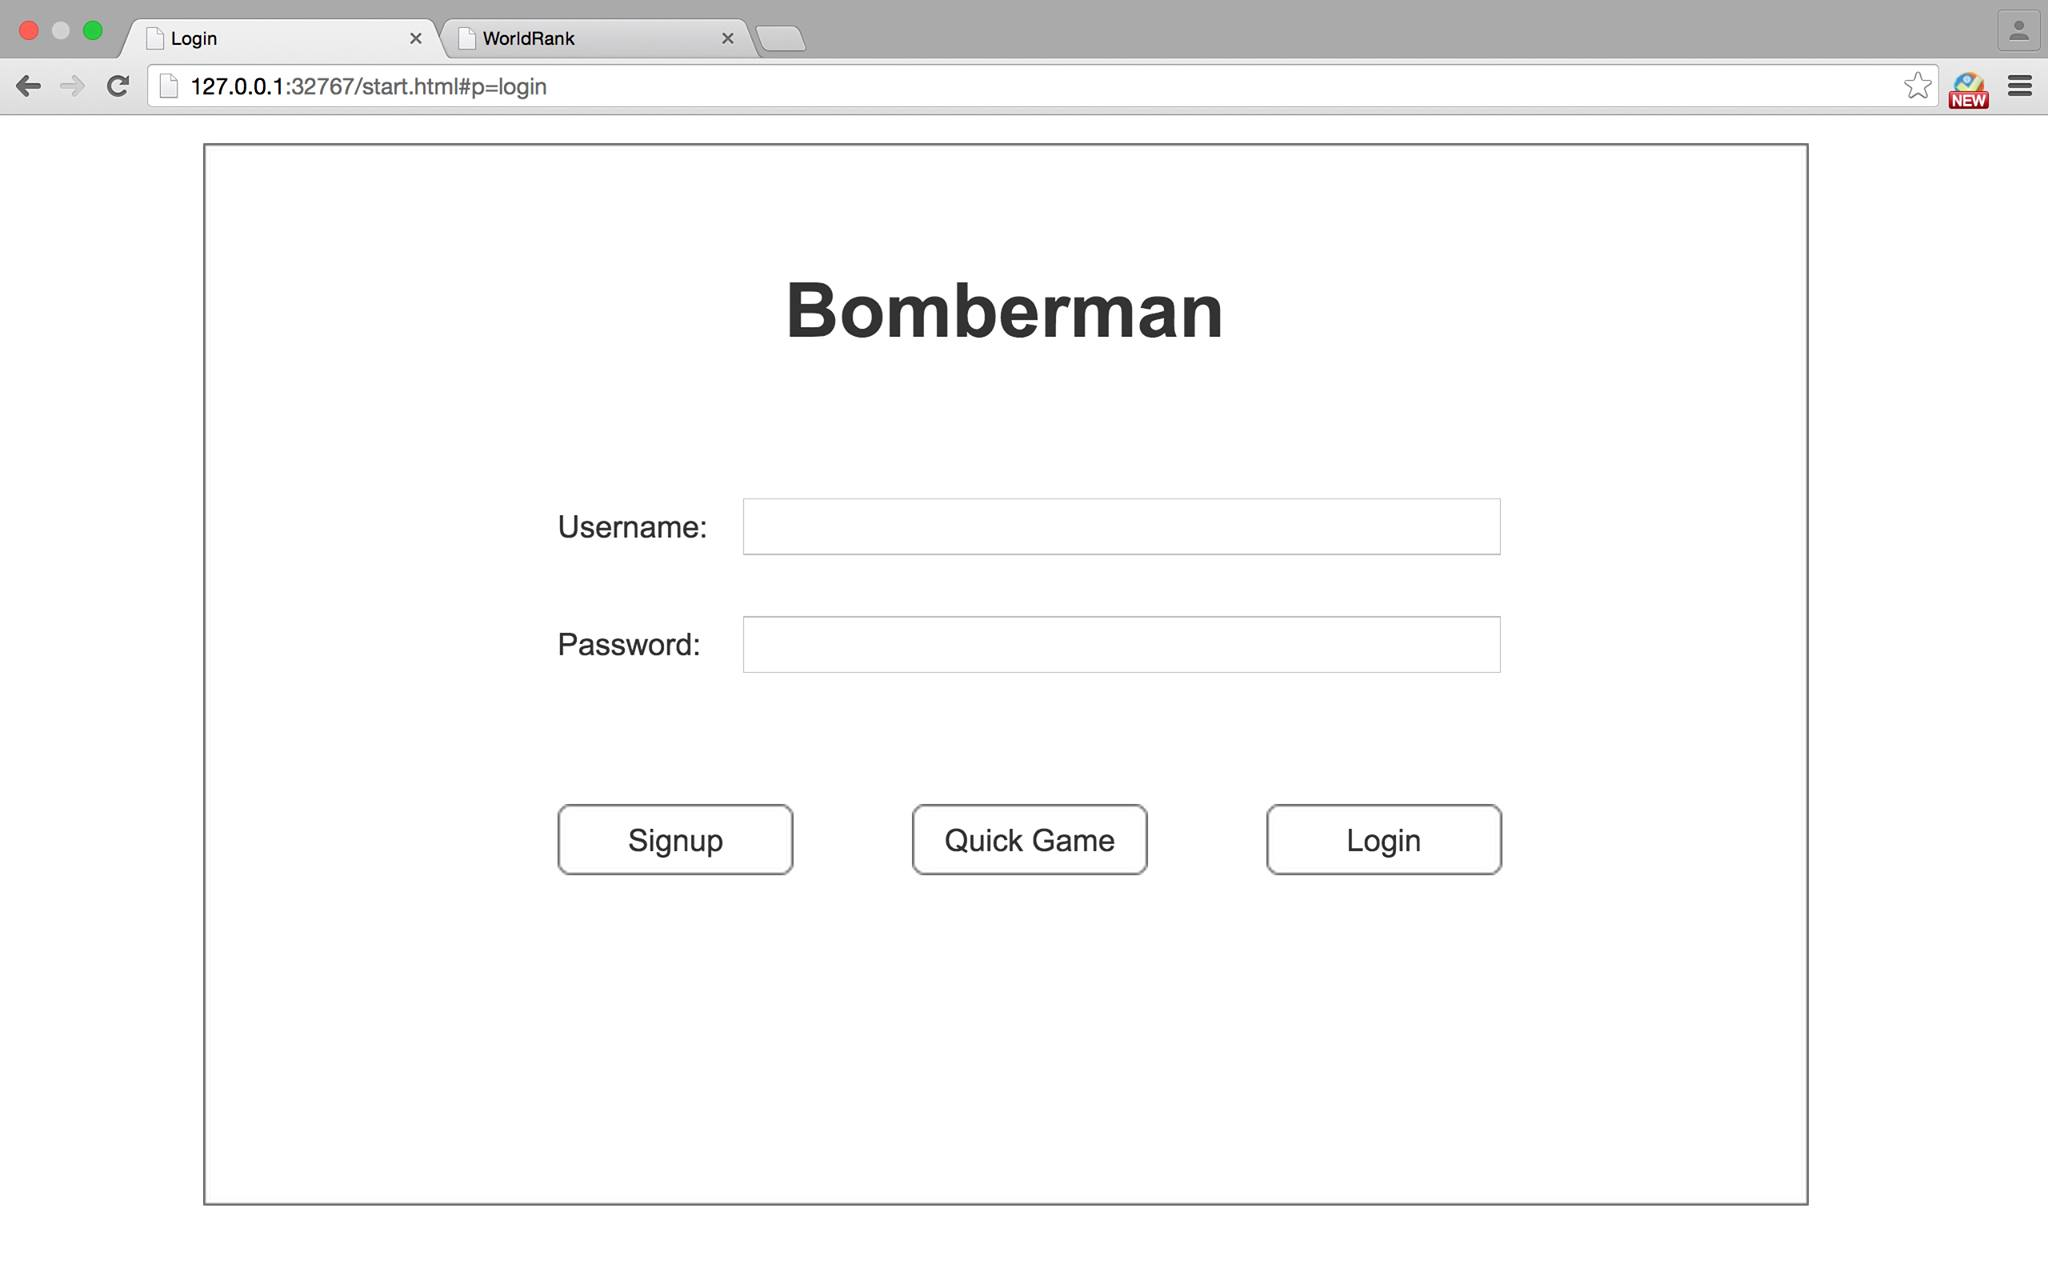 Login
WorldRank
127.0.0.1:32767/start.html#p=login
NEW
Bomberman
Username:
Password:
Signup
Quick Game
Login